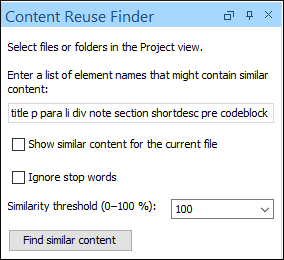 Content Reuse Finder
Select files or folders in the Project view.
Enter a list of element names that might contain similar
content:
title p para li div note section shortdesc pre codeblock
Show similar content for the current file
Ignore stop words
Similarity threshold (0–100 %): 100
Find similar content